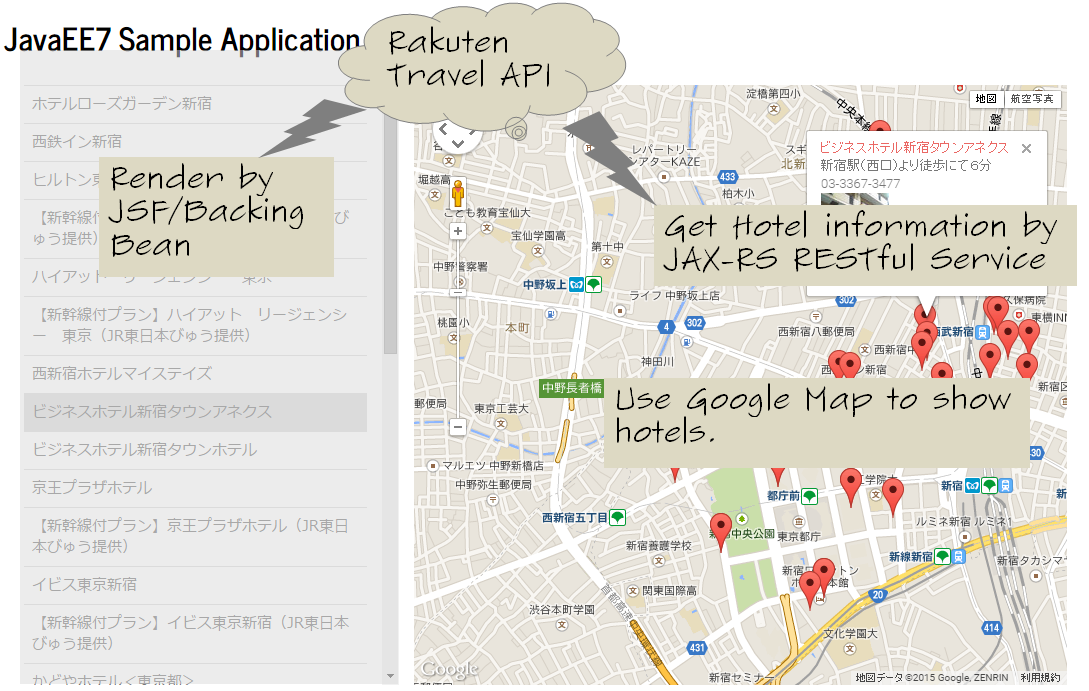 JavaEE7 Sample Application
Rakuten
Travel API
Render by
JSF/Backing
Bean
Get Hotel information by
JAX-RS RESTful Service
Use Google Map to show
hotels.
ホテルローズガーデン新宿
西鉄イン新宿
ヒルトン東
【新幹線付
ゅう提供）
ハイアット
東京
【新幹線付プラン】ハイアット　リージェンシ
ー　東京（JR東日本びゅう提供）
西新宿ホテルマイステイズ
ビジネスホテル新宿タウンアネクス
ビジネスホテル新宿タウンホテル
京王プラザホテル
【新幹線付プラン】京王プラザホテル（JR東日
本びゅう提供）
イビス東京新宿
【新幹線付プラン】イビス東京新宿（JR東日本
びゅう提供）
かどやホテル＜東京都＞
地図
航空写真
ビジネスホテル新宿タウンアネクス
新宿駅（西口）より徒歩にて６分
03-3367-3477
淀橋第四小
中央本線
レパートリー
シアターKAZE
433
柏木小
堀越高
こども教育宝仙大
宝仙学園高
第十中
中野警察署
中野坂上
ライフ 中野坂上店
302
4
302
桃園小
本町
神田川
西新宿八郵便局
西武新宿
久保病院
東横INN
中野長者橋
郵便局
東京工芸大
マルエツ 中野新橋店
中野弥生郵便局
西新宿五丁目
都庁前
新宿
30
新宿中央公園
東京都庁
ルミネ新宿 ルミネ1
新宿養護学校
新線新宿
新宿タカシマ
関東国際高
首都高速
渋谷本町学園
20
414
文化学園大
431
新宿セミナー
Google
地図データ ©2015 Google, ZENRIN
利用規約